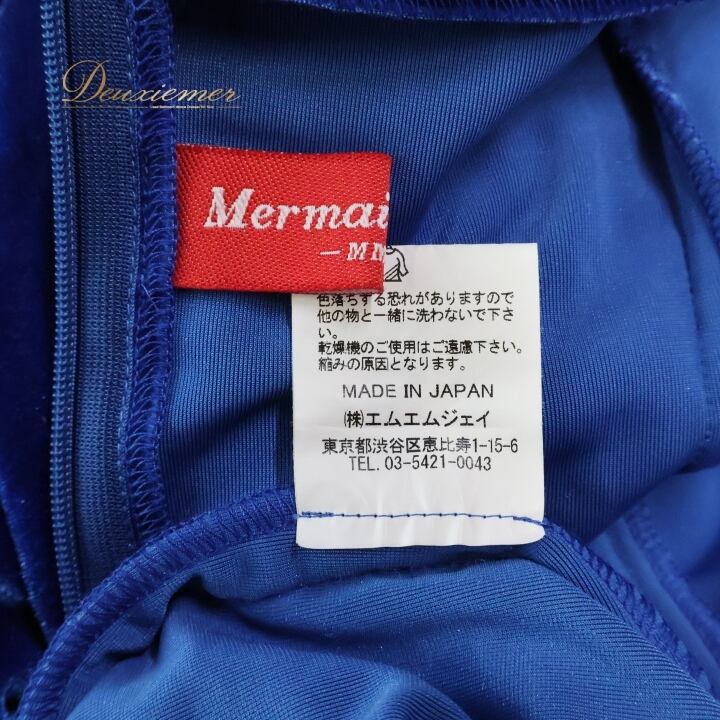 Deuxiemer
Mermai
-MM
色落ちする恐れがありますので
他の物と一緒に洗わないで下さ
い。
乾燥機のご使用はご遠慮下さい。
縮みの原因となります。
MADE IN JAPAN
(株)エムエムジェイ
東京都渋谷区恵比寿1-15-6
TEL. 03-5421-0043